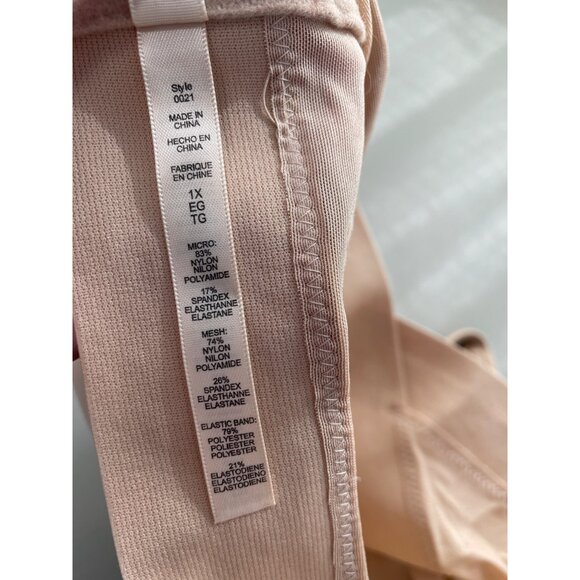 Style
0021
MADE IN
CHINA
HECHO EN
CHINA
FABRIQUE
EN CHINE
1X
EG
TG
MICRO:
83%
NYLON
NILON
POLYAMIDE
17%
SPANDEX
ELASTHANNE
ELASTANE
MESH:
74%
NYLON
NILON
POLYAMIDE
26%
SPANDEX
ELASTHANNE
ELASTANE
ELASTIC BAND:
79%
POLYESTER
POLIESTER
POLYESTER
21%
ELASTODIENE
ELASTODIENO
ELASTODIENE